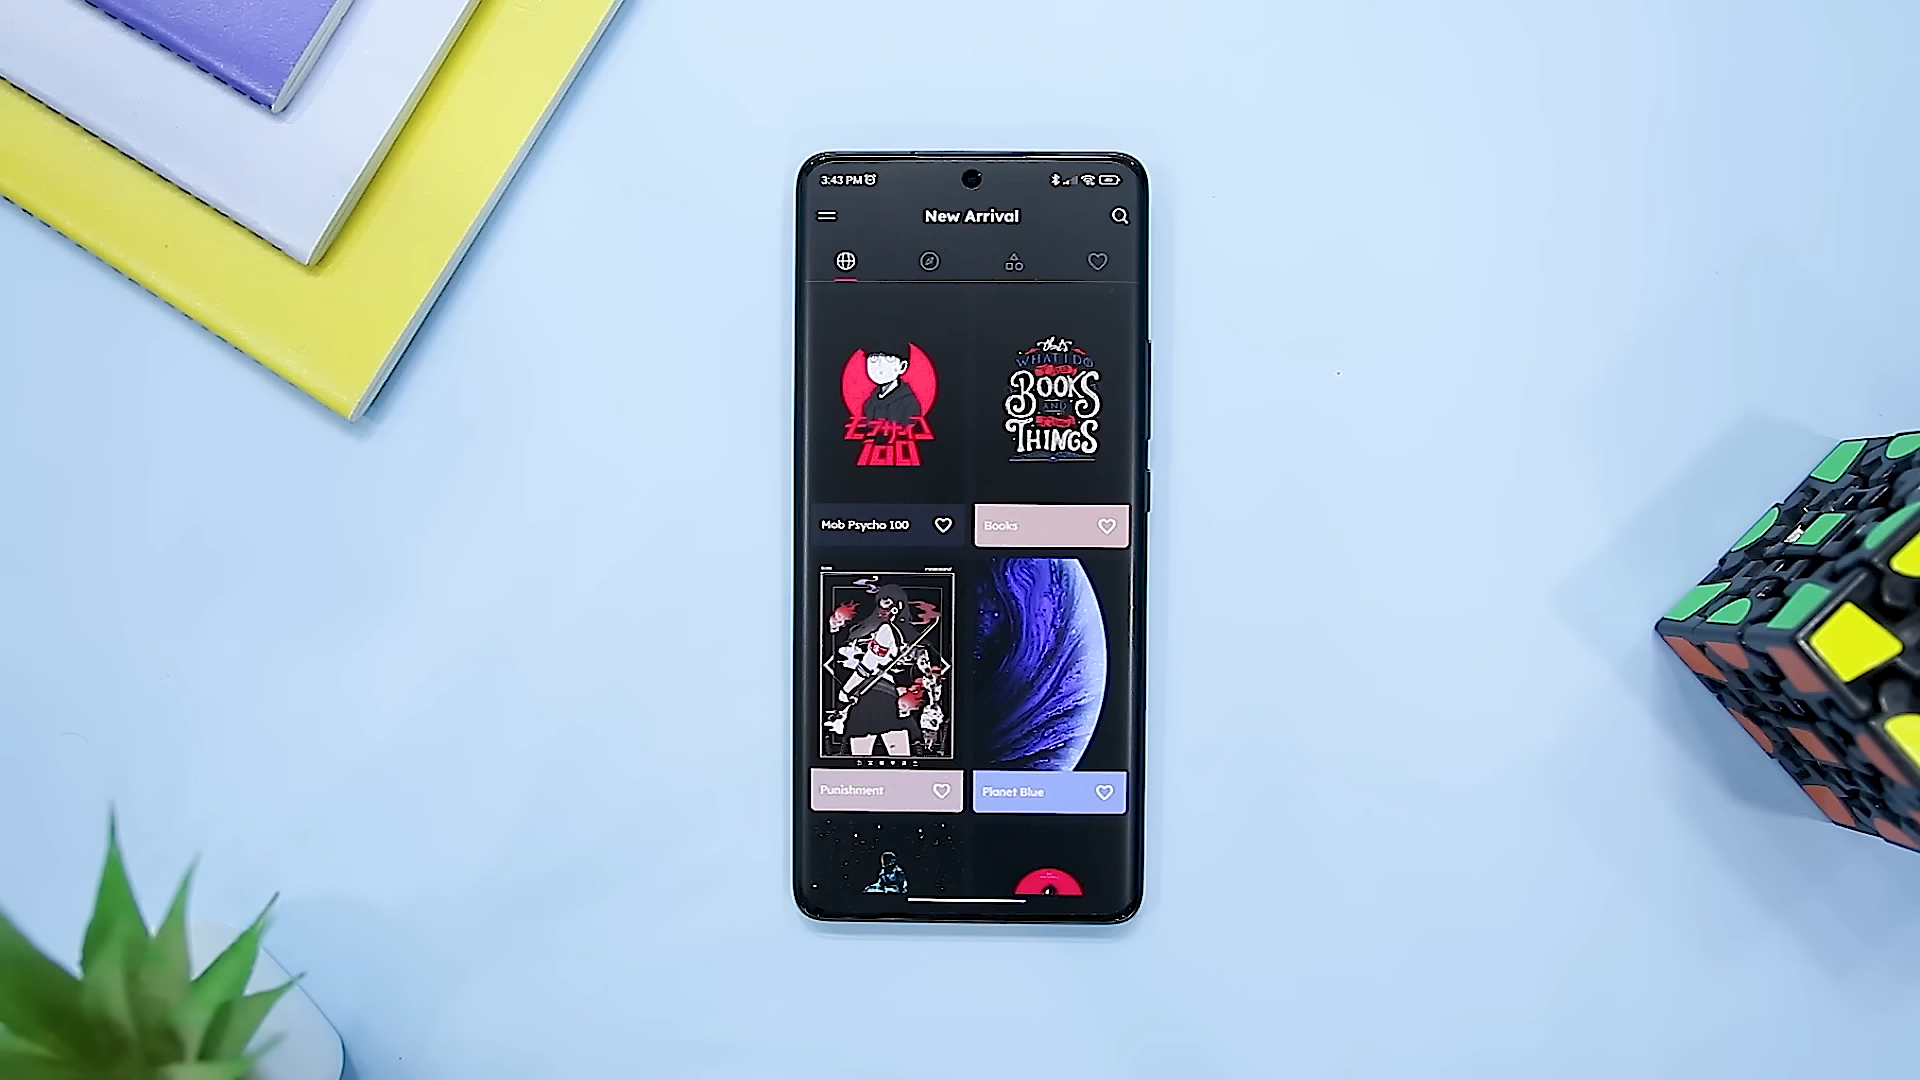 3:43 PM
New Arrival
モブサイコ
100
that's
WHAT I DO
BOOKS
AND
THINGS
Mob Psycho 100
Books
Punishment
Planet Blue